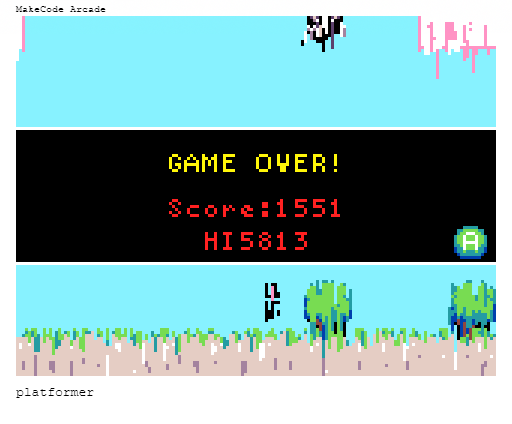 MakeCode Arcade
GAME OVER!
Score:1551
HI5813
A
platformer